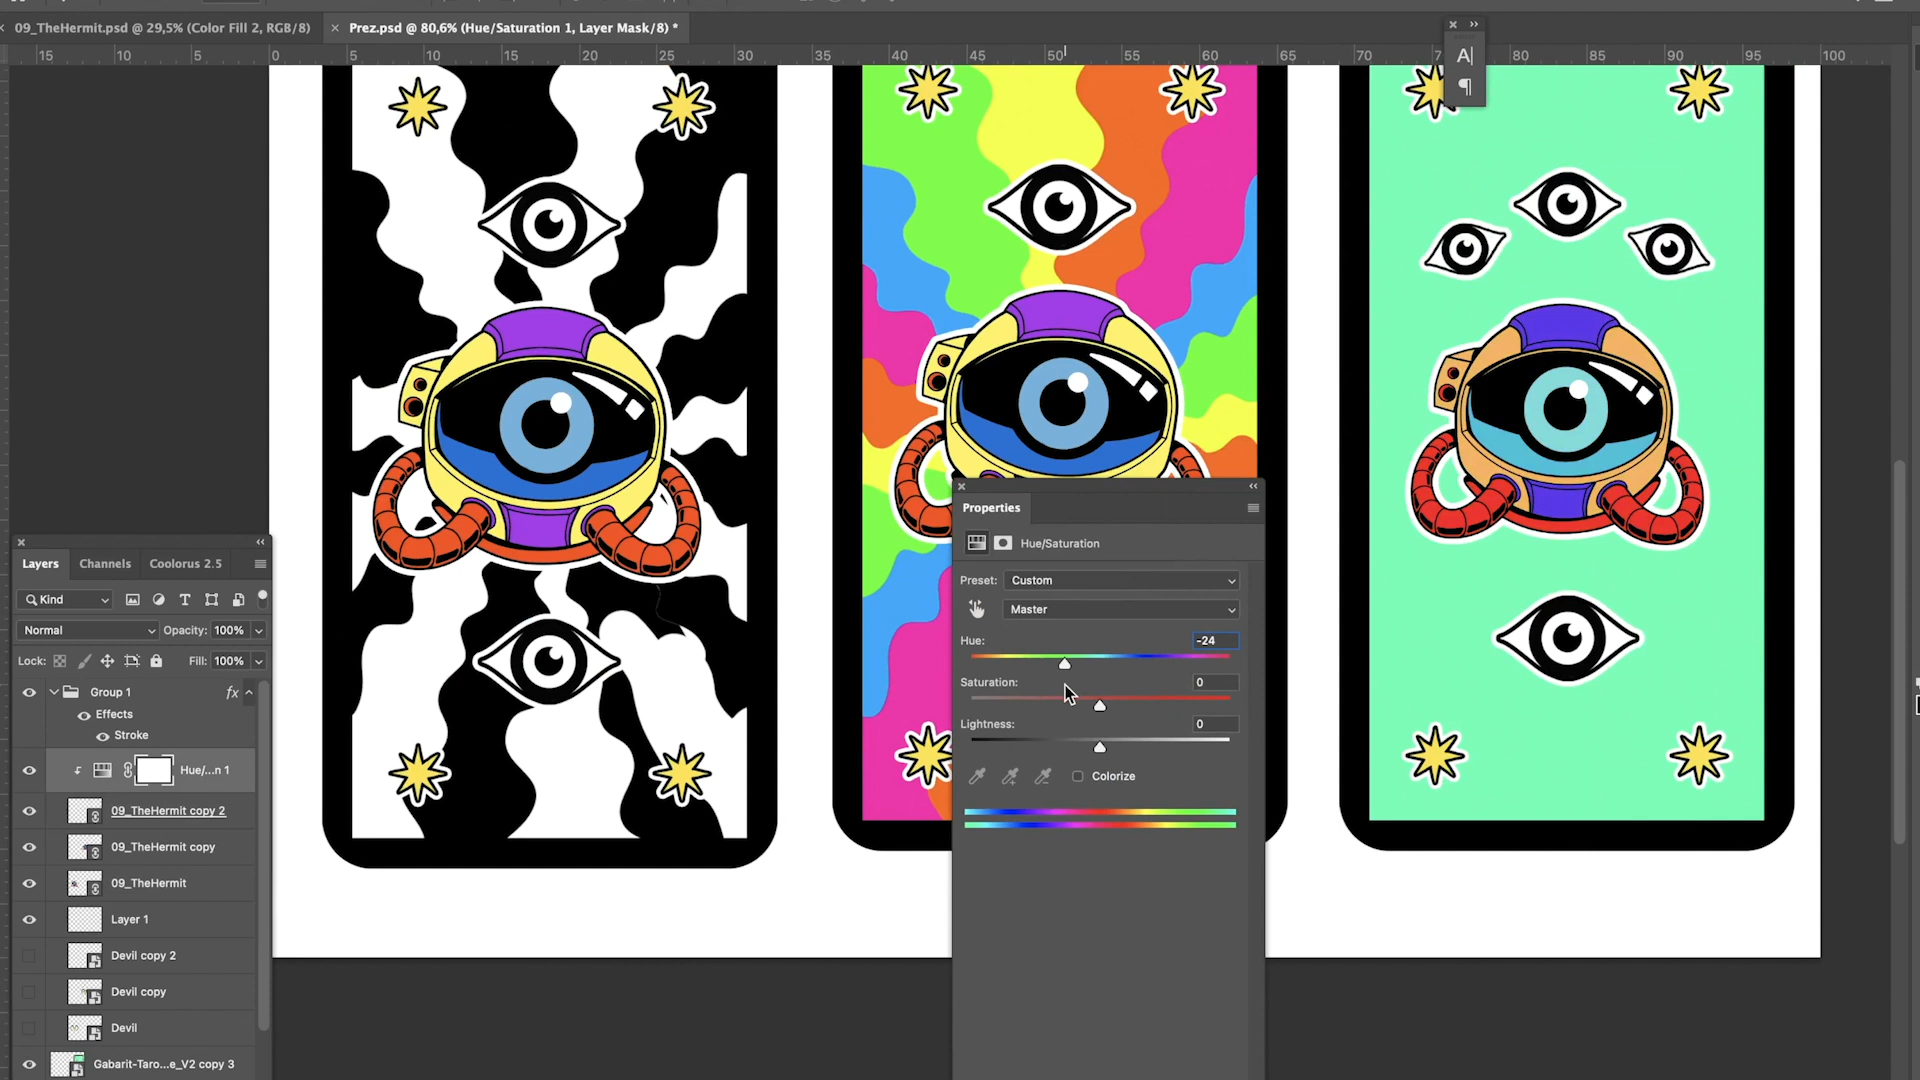 09_TheHermit.psd @ 29,5% (Color Fill 2, RGB/8)
Prez.psd @ 80,6% (Hue/Saturation 1, Layer Mask/8) *
15 10 5 0 5 10 15 20 25 30 35 40 45 50 55 60 65 70 80 85 90 95 100
A|
¶
Layers Channels Coolorus 2.5
Kind
Normal Opacity: 100%
Lock: Fill: 100%
Group 1 fx
Effects
Stroke
Hue/...n 1
09_TheHermit copy 2
09_TheHermit copy
09_TheHermit
Layer 1
Devil copy 2
Devil copy
Devil
Gabarit-Taro...e_V2 copy 3
Properties
Hue/Saturation
Preset: Custom
Master
Hue: -24
Saturation: 0
Lightness: 0
Colorize